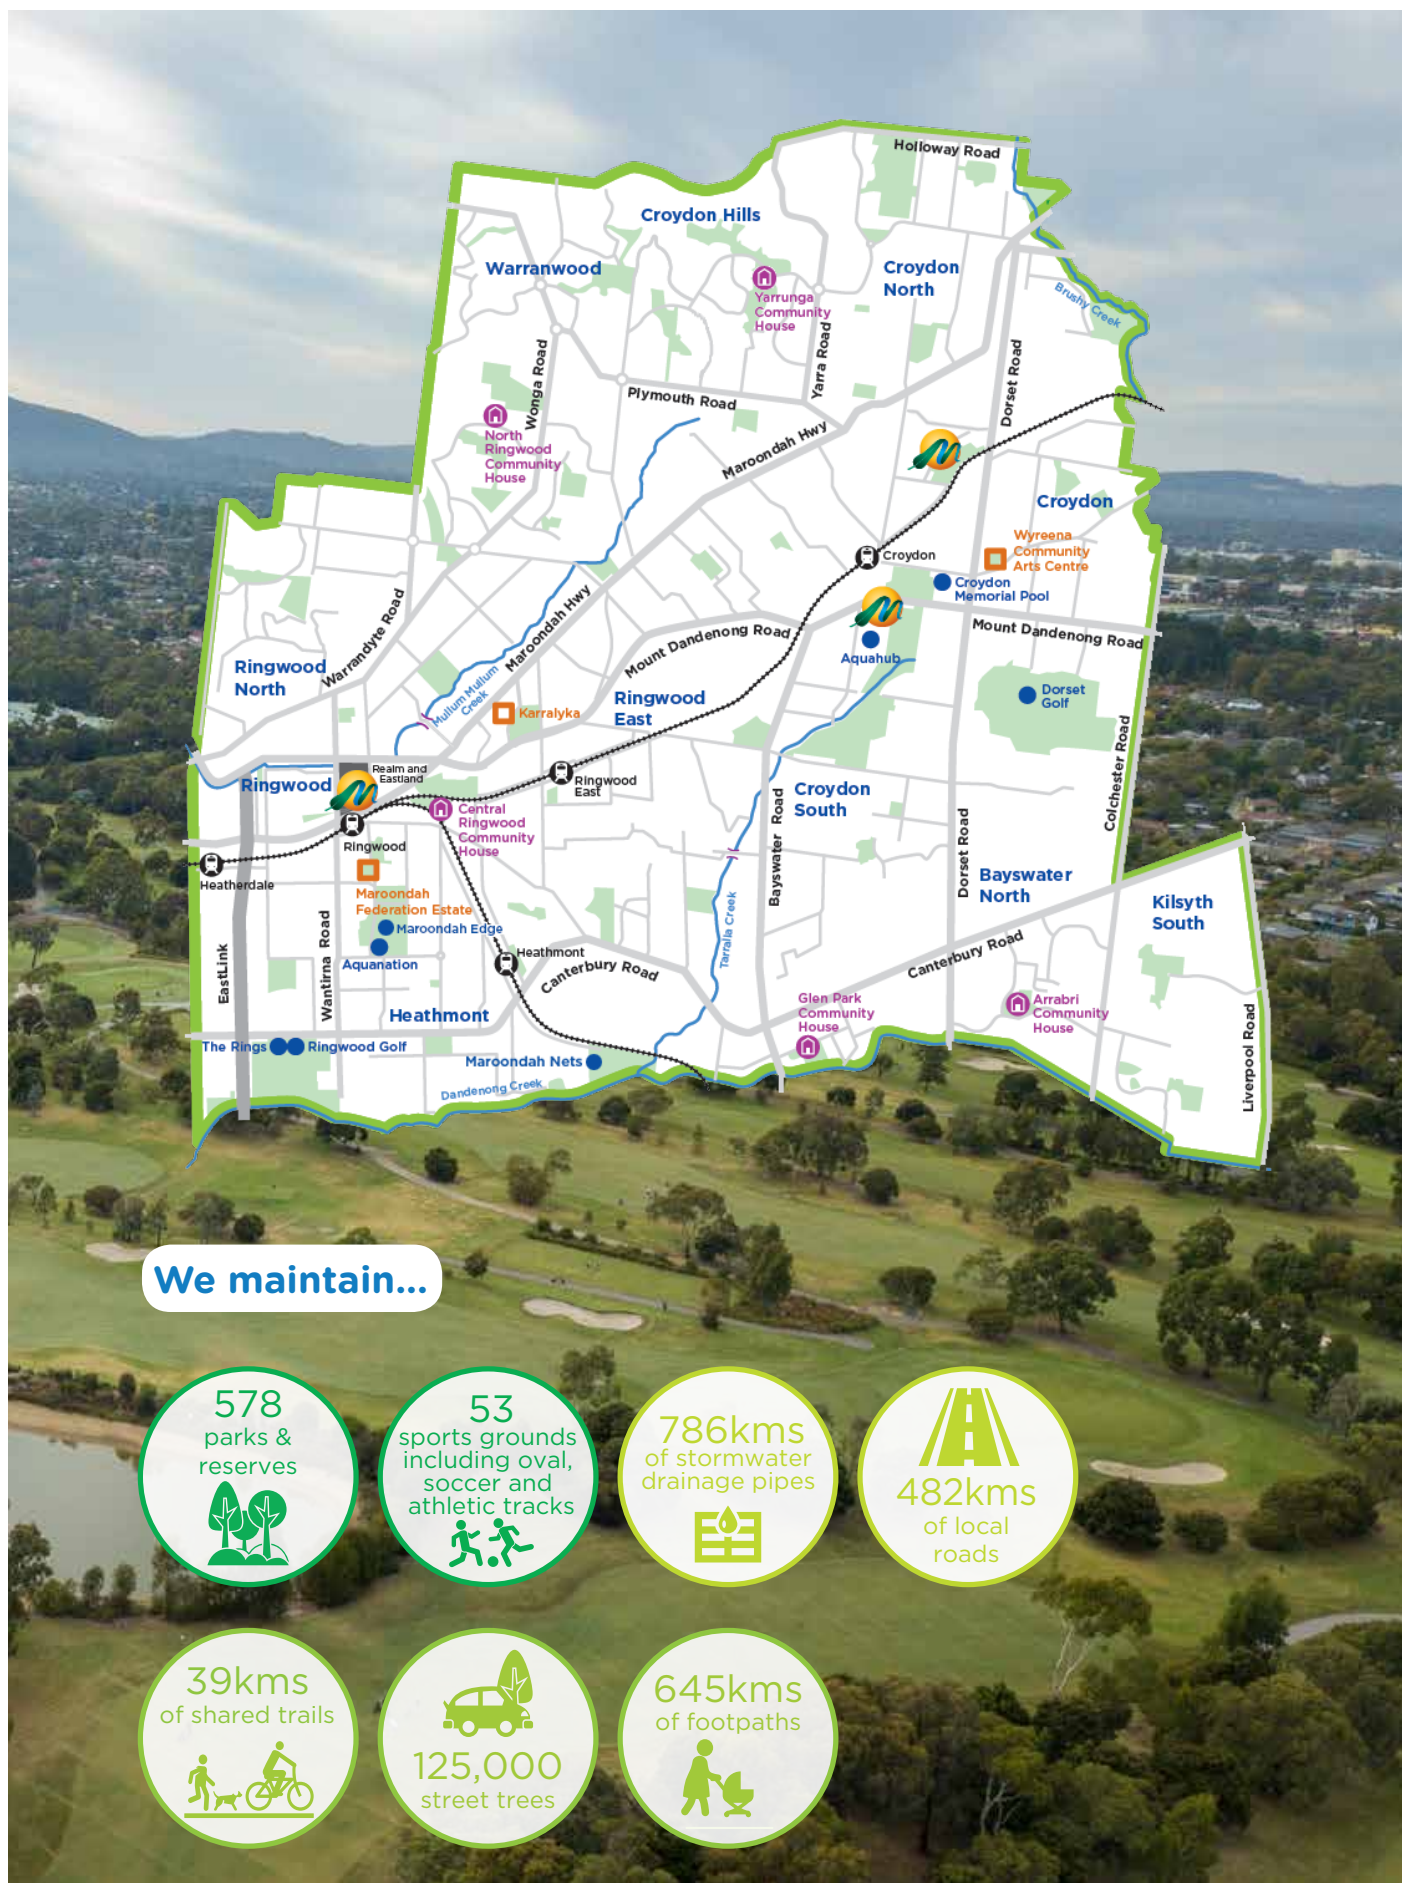 Holloway Road
Croydon Hills
Warranwood
Croydon
North
Brushy Creek
Yarrunga
Community
House
Yarra Road
Wonga Road
Dorset Road
Plymouth Road
North
Ringwood
Community
House
Maroondah Hwy
Croydon
Wyreena
Community
Arts Centre
Croydon
Croydon
Memorial Pool
Warrandyte Road
Maroondah Hwy
Mount Dandenong Road
Mount Dandenong Road
Aquahub
Ringwood
North
Mullum Mullum
Creek
Karralyka
Ringwood
East
Dorset
Golf
Colchester Road
Realm and
Eastland
Ringwood
Ringwood
East
Croydon
South
Central
Ringwood
Community
House
Bayswater Road
Dorset Road
Ringwood
Heatherdale
Maroondah
Federation Estate
Maroondah Edge
Aquanation
Bayswater
North
Kilsyth
South
Tarralla Creek
EastLink
Wantirna Road
Heathmont
Canterbury Road
Canterbury Road
Heathmont
Glen Park
Community
House
Arrabri
Community
House
Liverpool Road
The Rings
Ringwood Golf
Maroondah Nets
Dandenong Creek
We maintain...
578
parks &
reserves
53
sports grounds
including oval,
soccer and
athletic tracks
786kms
of stormwater
drainage pipes
482kms
of local
roads
39kms
of shared trails
125,000
street trees
645kms
of footpaths